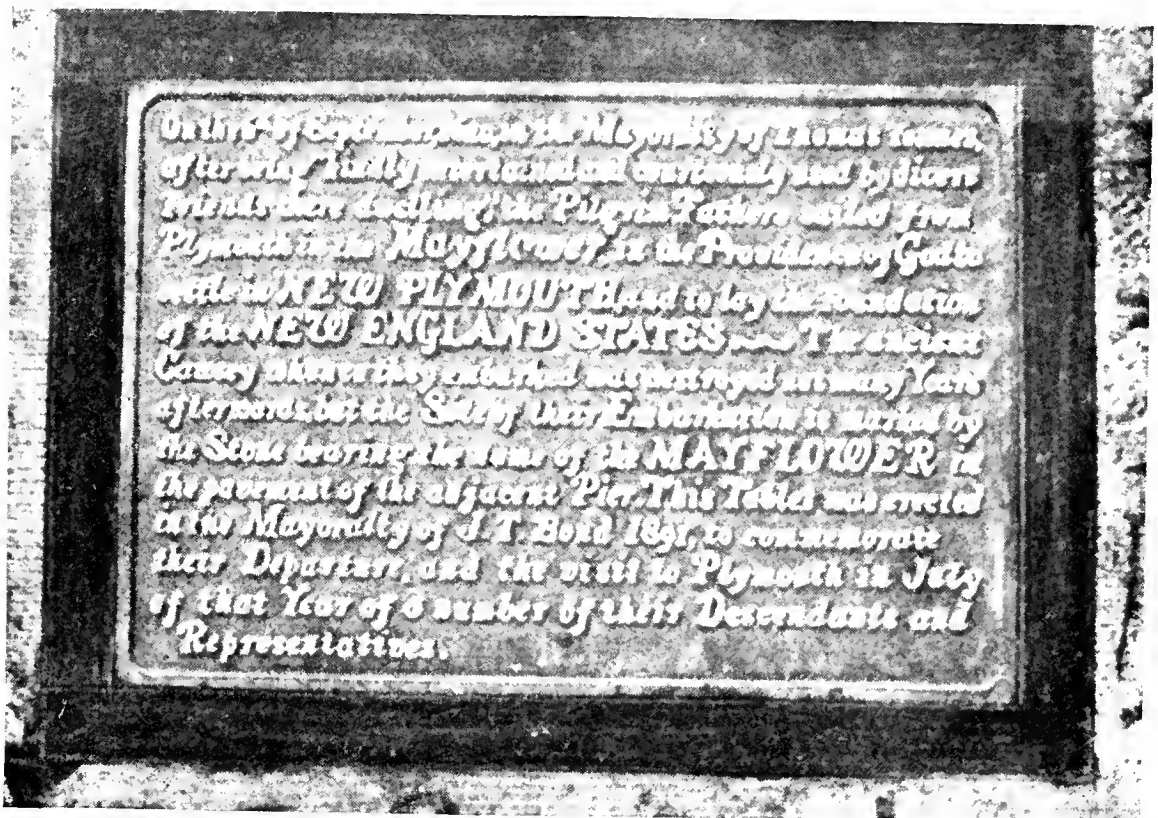 On the 6th of September, in the Mayoralty of Thomas
after being "kindly entertained and courteously used by divers
Friends there dwelling," the Pilgrim Fathers sailed from
Plymouth in the Mayflower, in the Providence of God to
settle in NEW PLYMOUTH and to lay the Foundation
of the NEW ENGLAND STATES The ancient
Causey whence they embarked was destroyed not many Years
afterwards, but the Site of their Embarkation is marked by
the Stone bearing the name of the MAYFLOWER in
the pavement of the adjacent Pier. This Tablet was erected
in the Mayoralty of J. T. Bond 1891, to commemorate
their Departure, and the visit to Plymouth in July
of that Year of a number of their Descendants and
Representatives.